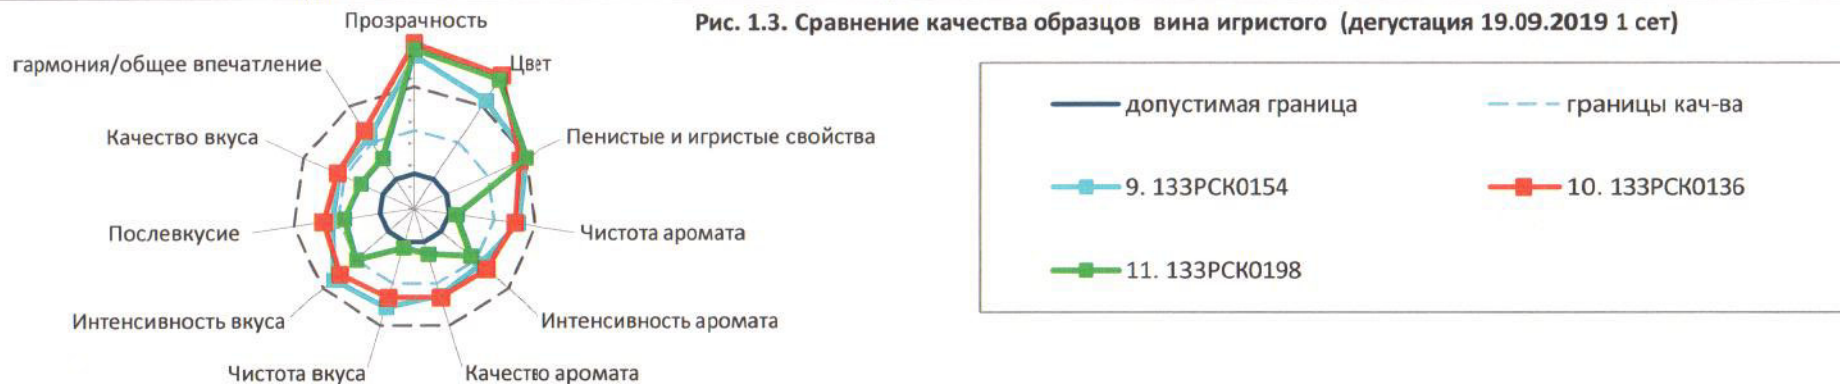 Рис. 1.3. Сравнение качества образцов вина игристого (дегустация 19.09.2019 1 сет)
Прозрачность
Цвет
Пенистые и игристые свойства
Чистота аромата
Интенсивность аромата
Качество аромата
Чистота вкуса
Интенсивность вкуса
Послевкусие
Качество вкуса
гармония/общее впечатление
допустимая граница
границы кач-ва
9. 133РСК0154
10. 133РСК0136
11. 133РСК0198